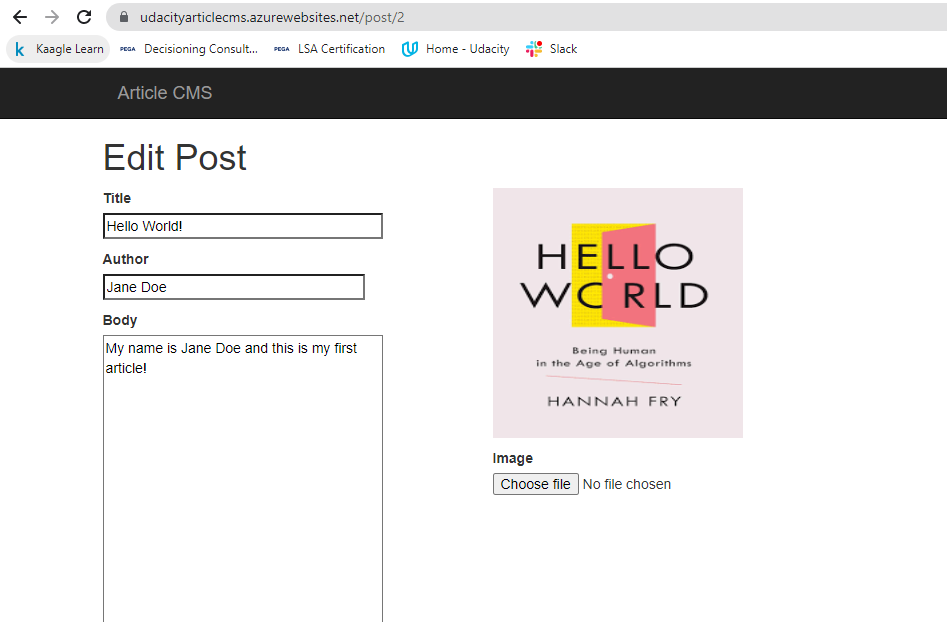 udacityarticlecms.azurewebsites.net/post/2
k Kaagle Learn PEGA Decisioning Consult... PEGA LSA Certification Home - Udacity Slack
Article CMS
Edit Post
Title
Hello World!
Author
Jane Doe
Body
My name is Jane Doe and this is my first
article!
HELLO
WORLD
Being Human
in the Age of Algorithms
HANNAH FRY
Image
Choose file No file chosen